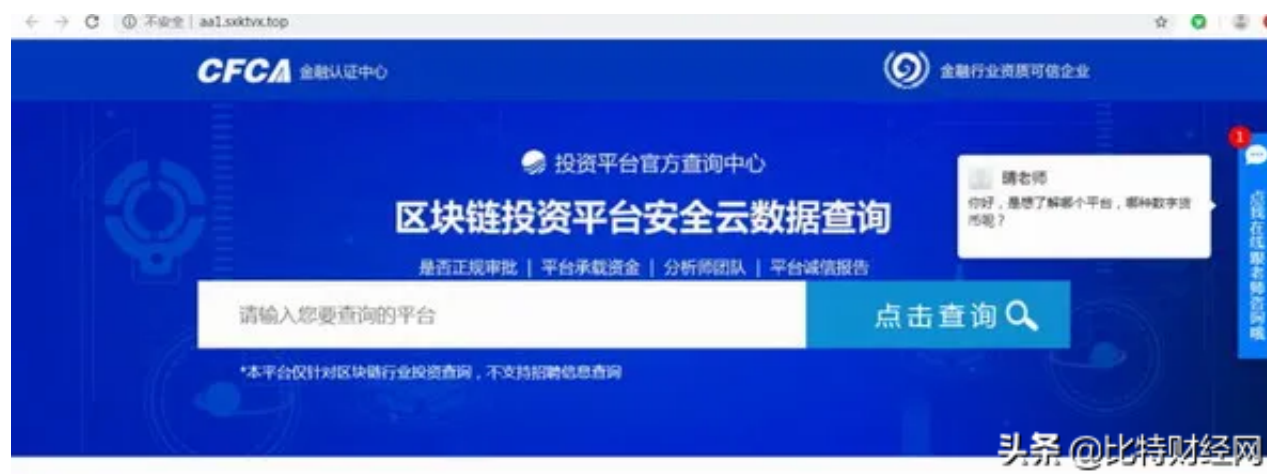 不安全 | aa1.sxktvx.top
CFCA 金融认证中心
金融行业资质可信企业
投资平台官方查询中心
区块链投资平台安全云数据查询
是否正规审批 | 平台承载资金 | 分析师团队 | 平台诚信报告
请输入您要查询的平台
点击查询
*本平台仅针对区块链行业投资查询，不支持招聘信息查询
1
晴老师
你好，是想了解哪个平台，哪种数字货
币呢？
点我在线跟老师咨询哦
头条 @比特财经网